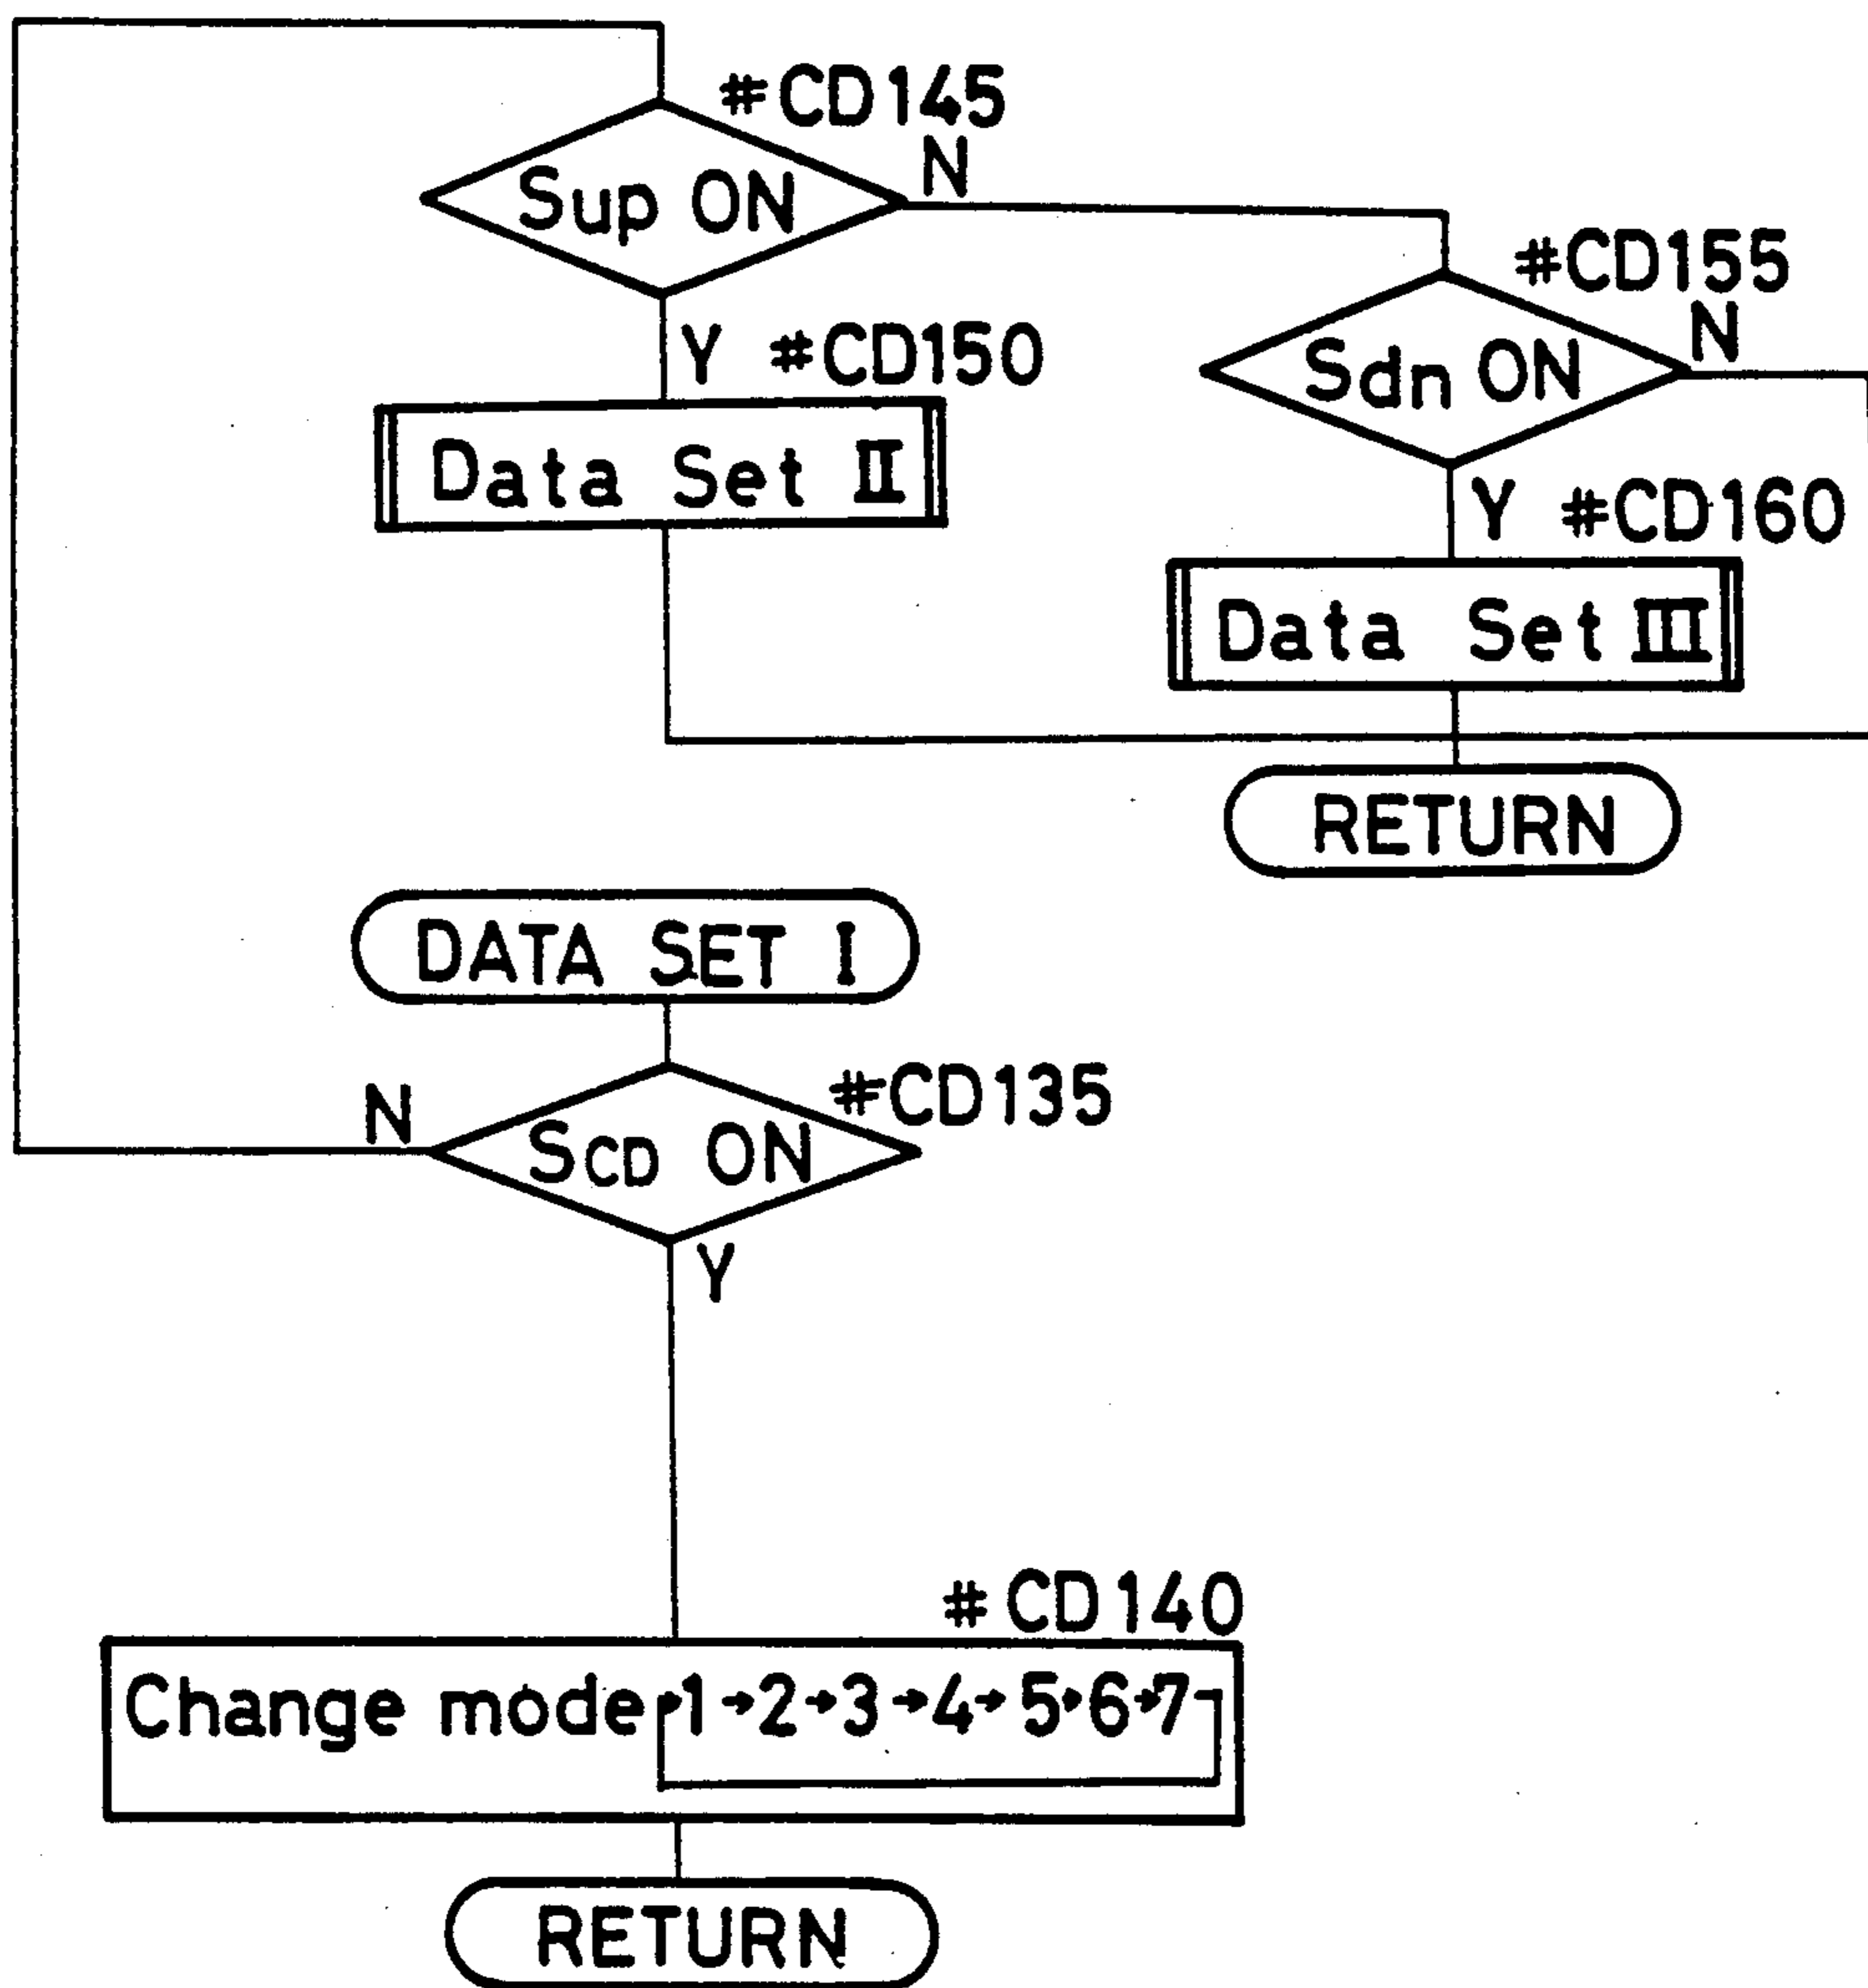 #CD145
N
Sup ON
#CD155
N
Y #CD150
Sdn ON
Data Set II
Y #CD160
Data Set III
RETURN
DATA SET I
#CD135
N
SCD ON
Y
#CD140
Change mode →1→2→3→4→5→6→7
RETURN